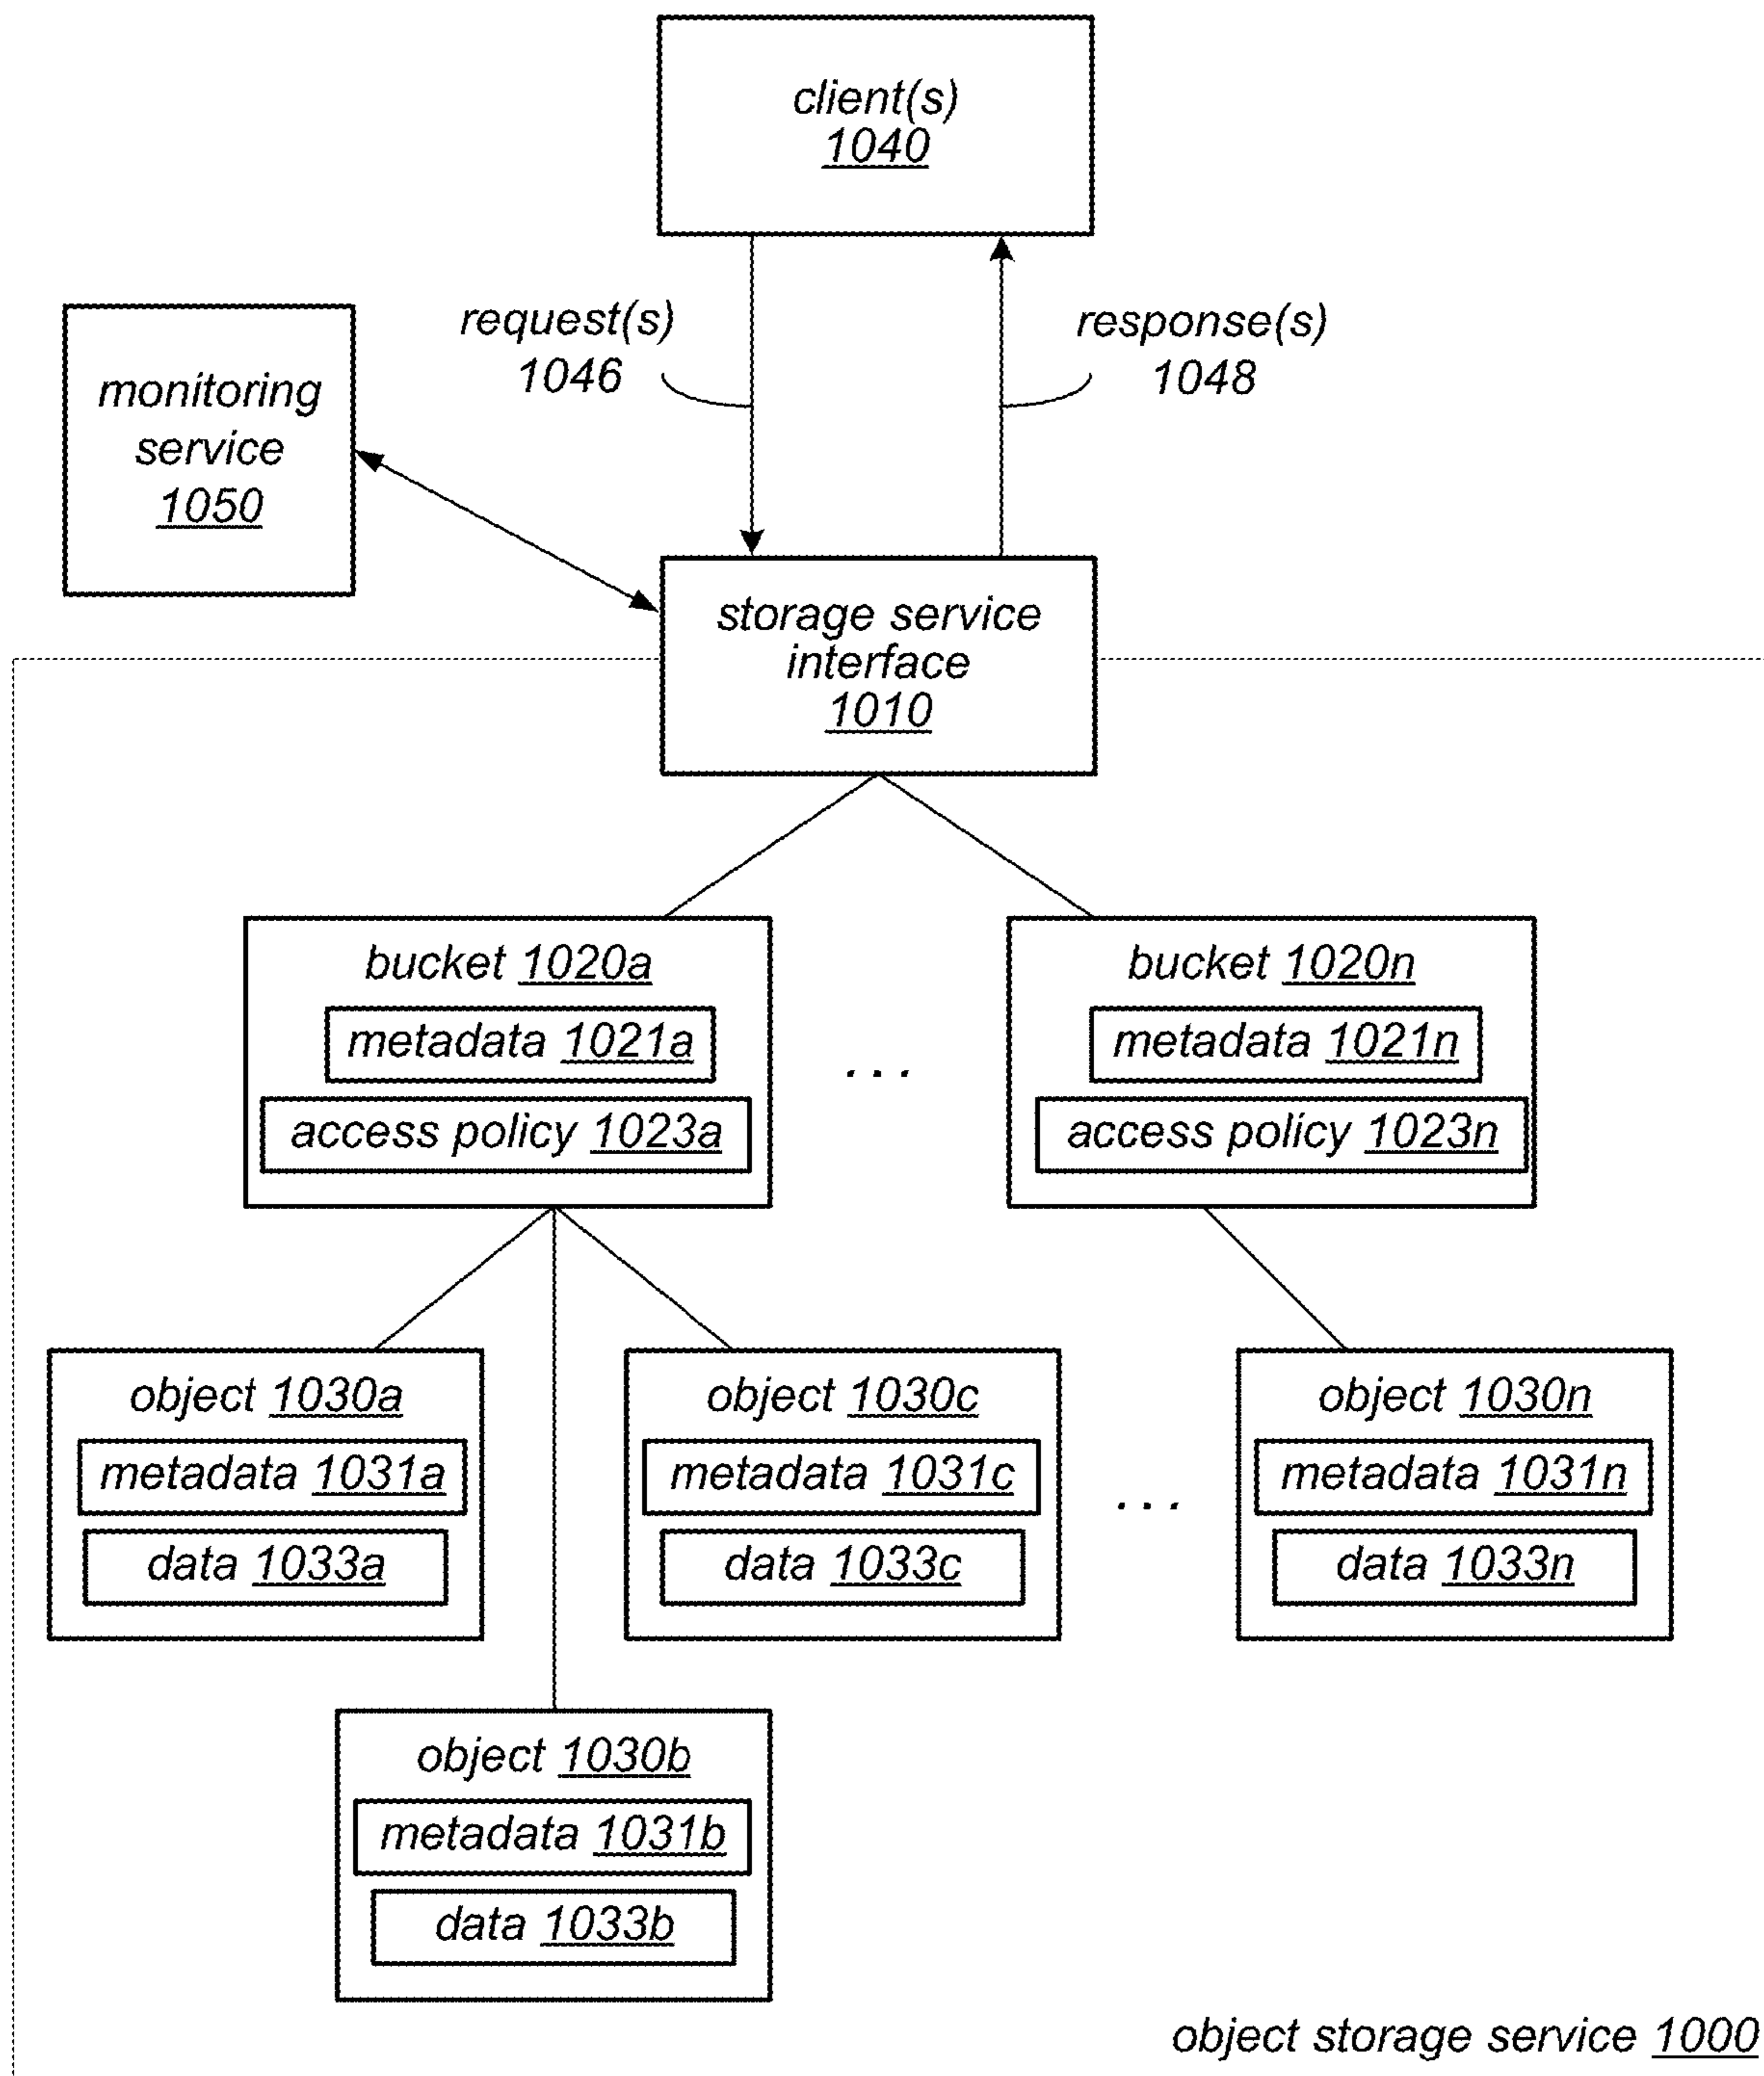 client(s)
1040
request(s)
1046
response(s)
1048
monitoring
service
1050
storage service
interface
1010
bucket 1020a
metadata 1021a
access policy 1023a
. . .
bucket 1020n
metadata 1021n
access policy 1023n
object 1030a
metadata 1031a
data 1033a
object 1030c
metadata 1031c
data 1033c
. . .
object 1030n
metadata 1031n
data 1033n
object 1030b
metadata 1031b
data 1033b
object storage service 1000